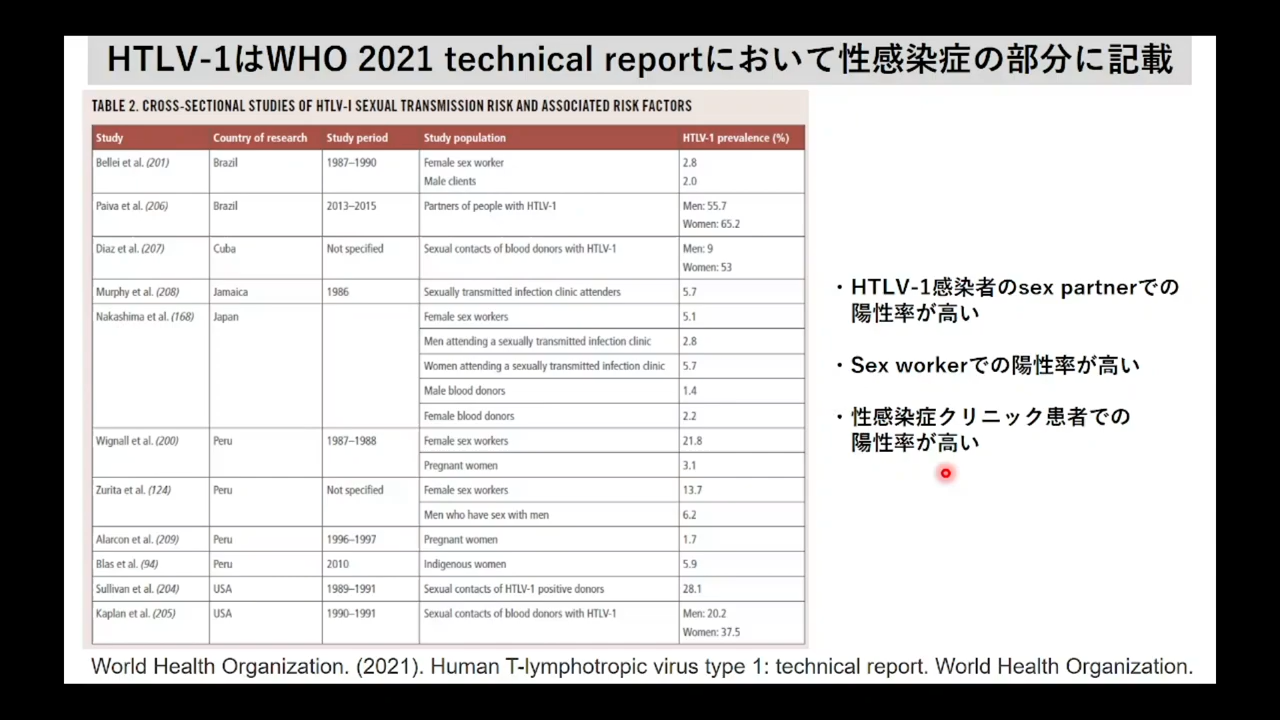 HTLV-1はWHO 2021 technical reportにおいて性感染症の部分に記載
TABLE 2. CROSS-SECTIONAL STUDIES OF HTLV-I SEXUAL TRANSMISSION RISK AND ASSOCIATED RISK FACTORS
Study Country of research Study period Study population HTLV-1 prevalence (%)
Bellei et al. (201) Brazil 1987–1990 Female sex worker 2.8
Male clients 2.0
Paiva et al. (206) Brazil 2013–2015 Partners of people with HTLV-1 Men: 55.7
Women: 65.2
Diaz et al. (207) Cuba Not specified Sexual contacts of blood donors with HTLV-1 Men: 9
Women: 53
Murphy et al. (208) Jamaica 1986 Sexually transmitted infection clinic attenders 5.7
Nakashima et al. (168) Japan Female sex workers 5.1
Men attending a sexually transmitted infection clinic 2.8
Women attending a sexually transmitted infection clinic 5.7
Male blood donors 1.4
Female blood donors 2.2
Wignall et al. (200) Peru 1987–1988 Female sex workers 21.8
Pregnant women 3.1
Zurita et al. (124) Peru Not specified Female sex workers 13.7
Men who have sex with men 6.2
Alarcon et al. (209) Peru 1996–1997 Pregnant women 1.7
Blas et al. (94) Peru 2010 Indigenous women 5.9
Sullivan et al. (204) USA 1989–1991 Sexual contacts of HTLV-1 positive donors 28.1
Kaplan et al. (205) USA 1990–1991 Sexual contacts of blood donors with HTLV-1 Men: 20.2
Women: 37.5
・HTLV-1感染者のsex partnerでの
陽性率が高い
・Sex workerでの陽性率が高い
・性感染症クリニック患者での
陽性率が高い
World Health Organization. (2021). Human T-lymphotropic virus type 1: technical report. World Health Organization.